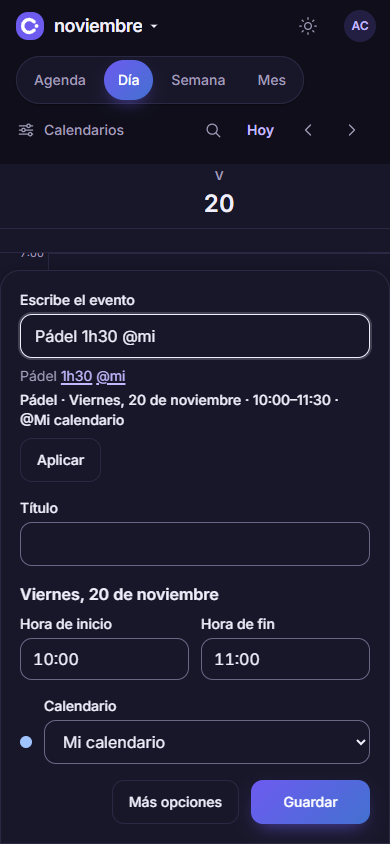 noviembre
AC
Agenda
Día
Semana
Mes
Calendarios
Hoy
V
20
7:00
Escribe el evento
Pádel 1h30 @mi
Pádel 1h30 @mi
Pádel · Viernes, 20 de noviembre · 10:00–11:30 ·
@Mi calendario
Aplicar
Título
Viernes, 20 de noviembre
Hora de inicio
Hora de fin
10:00
11:00
Calendario
Mi calendario
Más opciones
Guardar